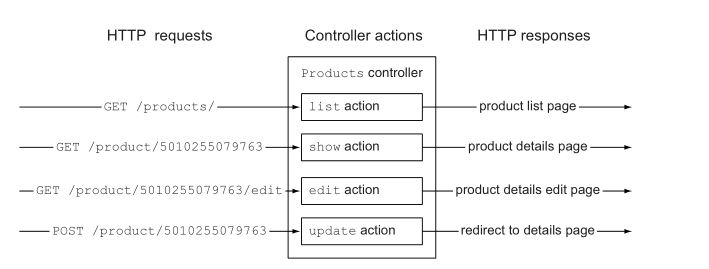 HTTP requests
Controller actions
HTTP responses
Products controller
GET /products/
list action
product list page
GET /product/5010255079763
show action
product details page
GET /product/5010255079763/edit
edit action
product details edit page
POST /product/5010255079763
update action
redirect to details page